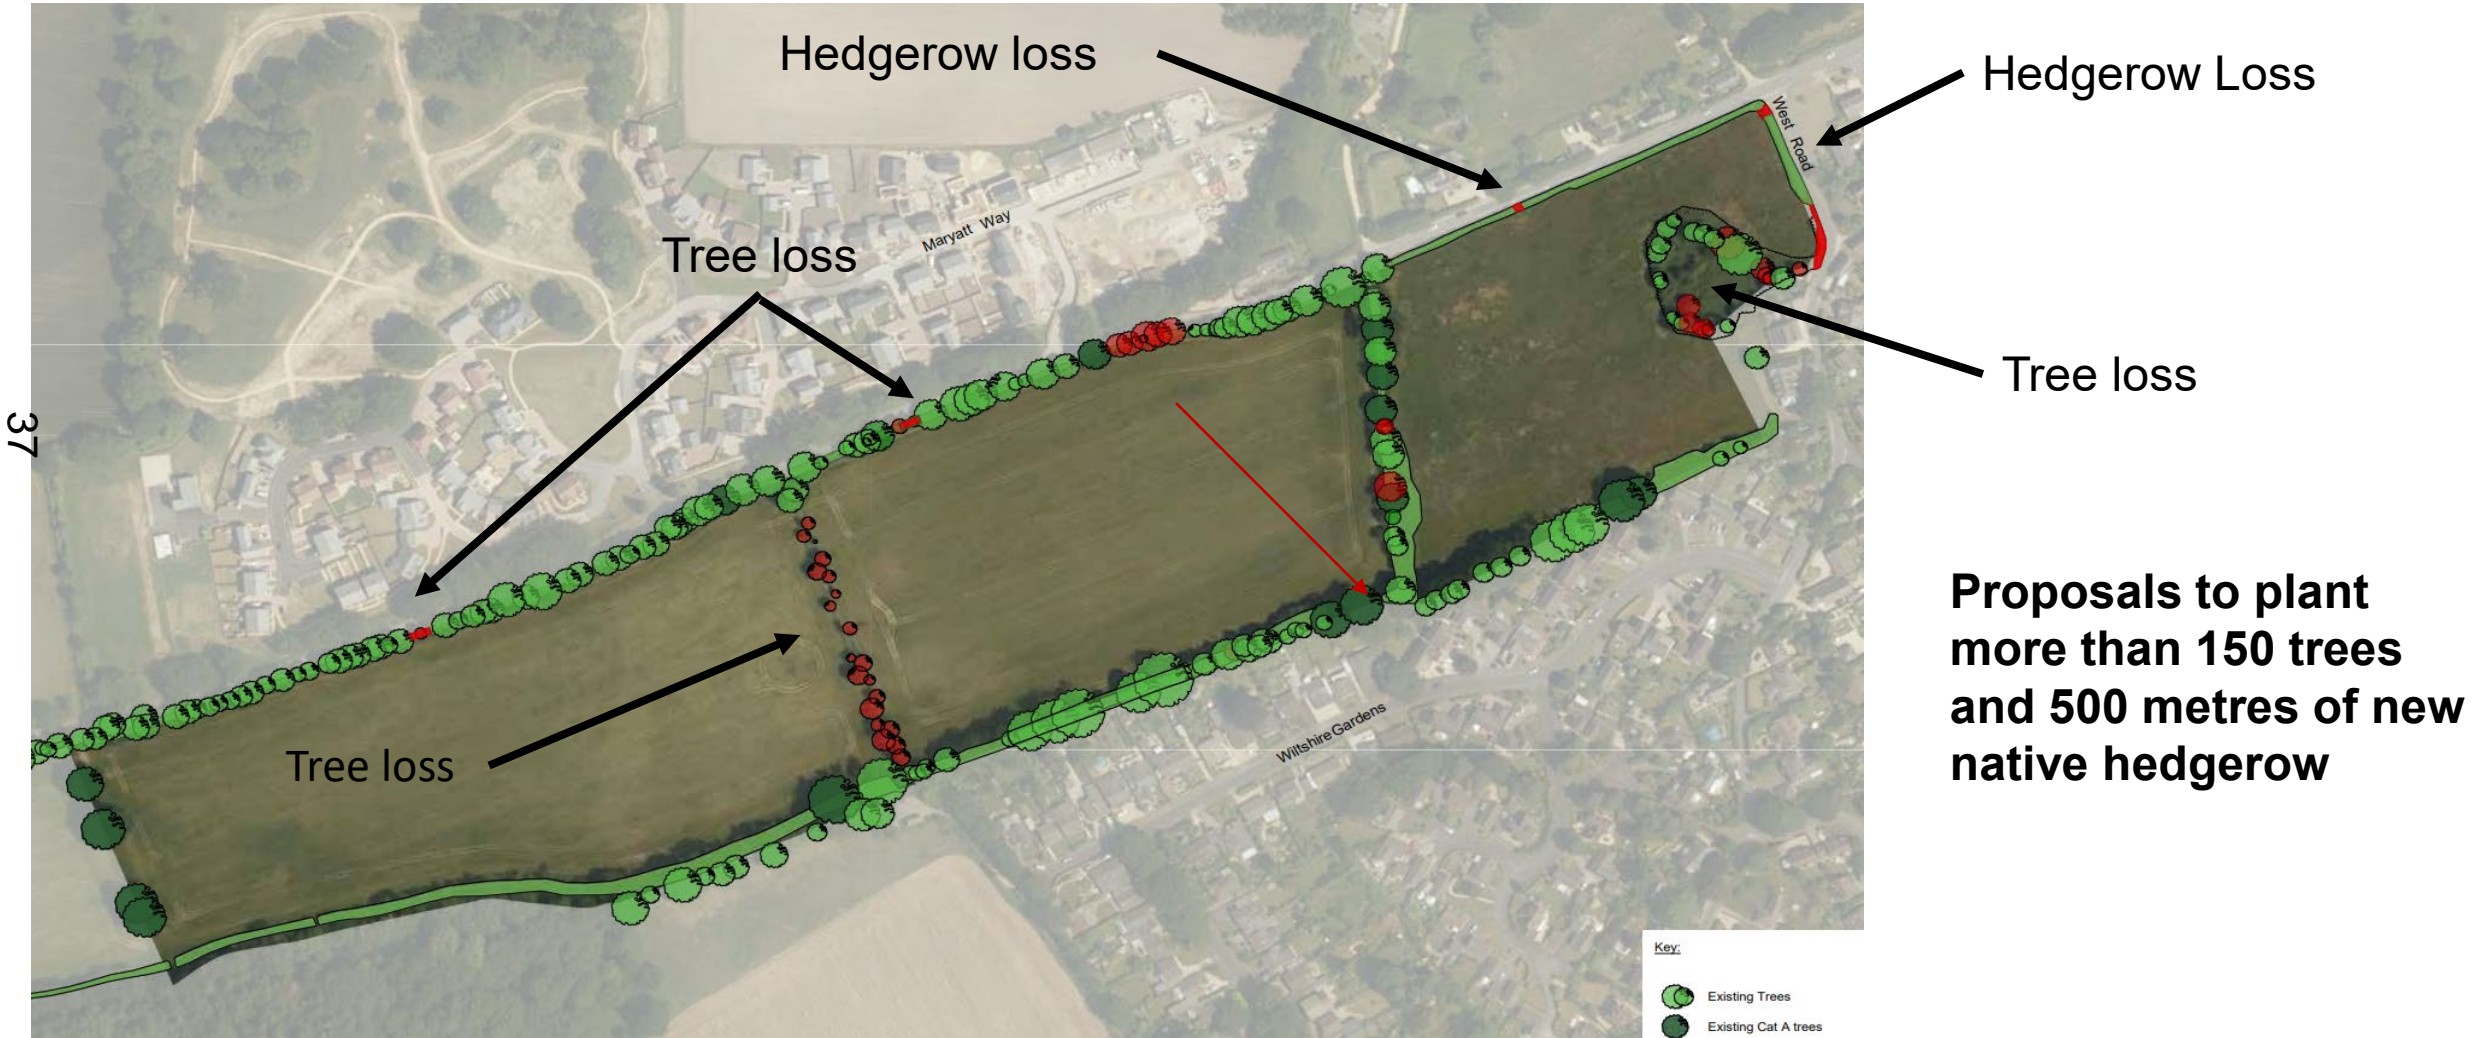 Hedgerow loss
Hedgerow Loss
West Road
Maryatt Way
Tree loss
Tree loss
37
Proposals to plant
more than 150 trees
and 500 metres of new
native hedgerow
Wiltshire Gardens
Tree loss
Key:
Existing Trees
Existing Cat A trees